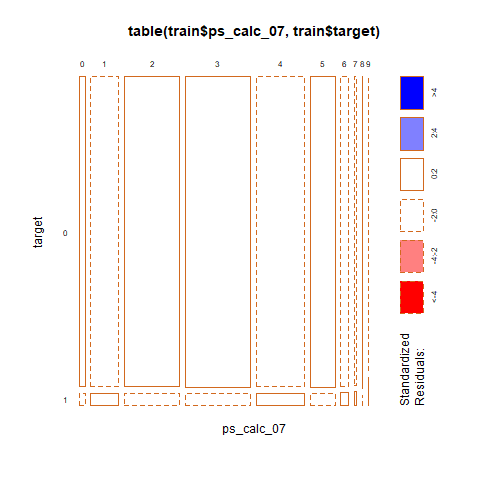 table(train$ps_calc_07, train$target)
0 1 2 3 4 5 6 7 8 9
target
0
1
ps_calc_07
>4
2:4
0:2
-2:0
-4:-2
<-4
Standardized
Residuals: